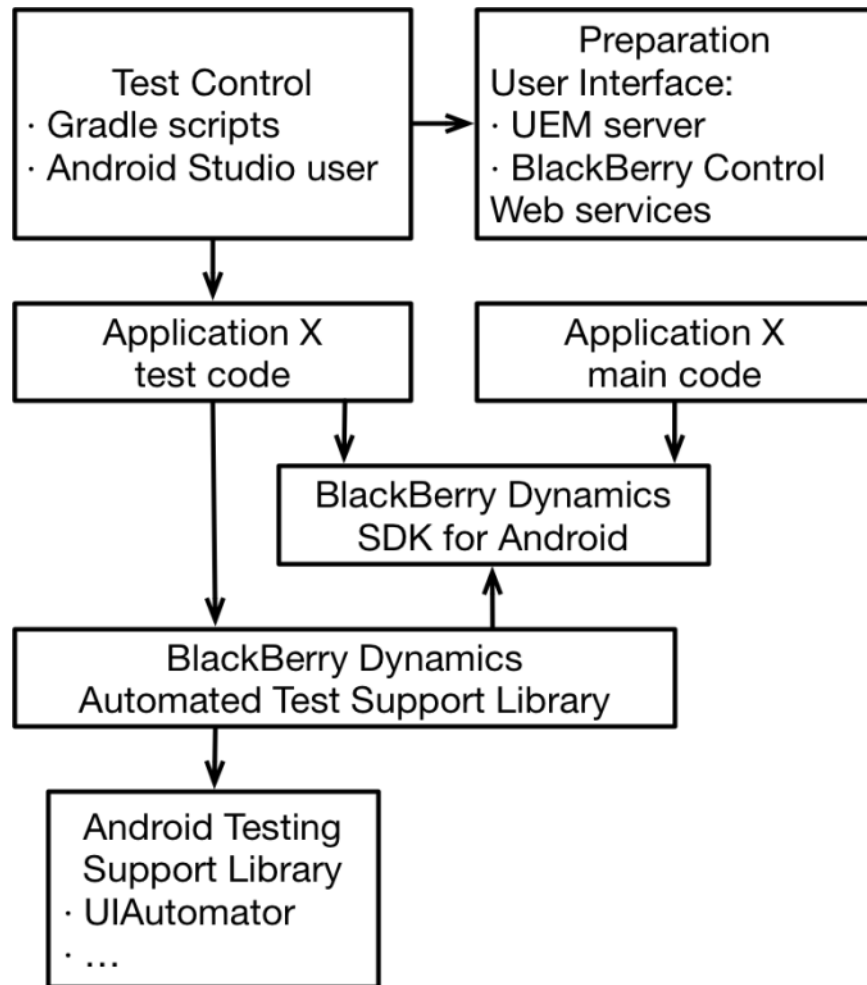 Test Control
· Gradle scripts
· Android Studio user
Preparation
User Interface:
· UEM server
· BlackBerry Control
Web services
Application X
test code
Application X
main code
BlackBerry Dynamics
SDK for Android
BlackBerry Dynamics
Automated Test Support Library
Android Testing
Support Library
· UIAutomator
· ...